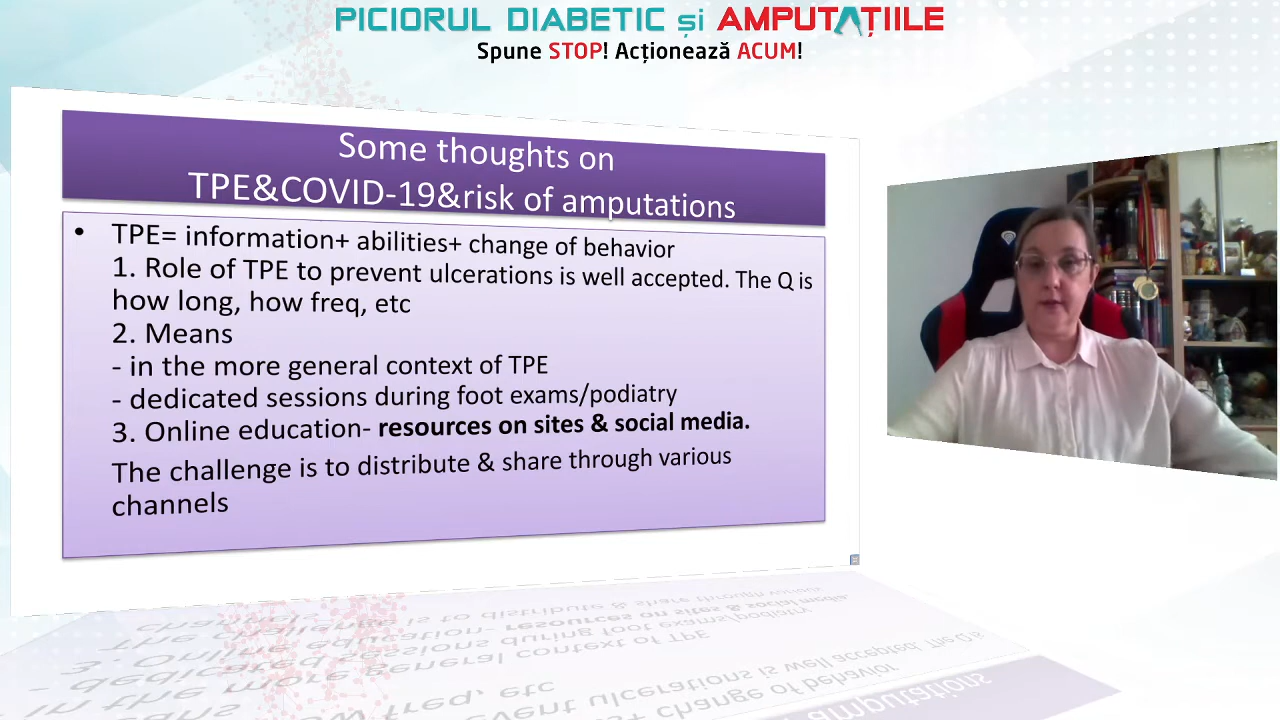 PICIORUL DIABETIC și AMPUTAȚIILE
Spune STOP! Acționează ACUM!
Some thoughts on
TPE&COVID-19&risk of amputations
• TPE= information+ abilities+ change of behavior
1. Role of TPE to prevent ulcerations is well accepted. The Q is
how long, how freq, etc
2. Means
- in the more general context of TPE
- dedicated sessions during foot exams/podiatry
3. Online education- resources on sites & social media.
The challenge is to distribute & share through various
channels